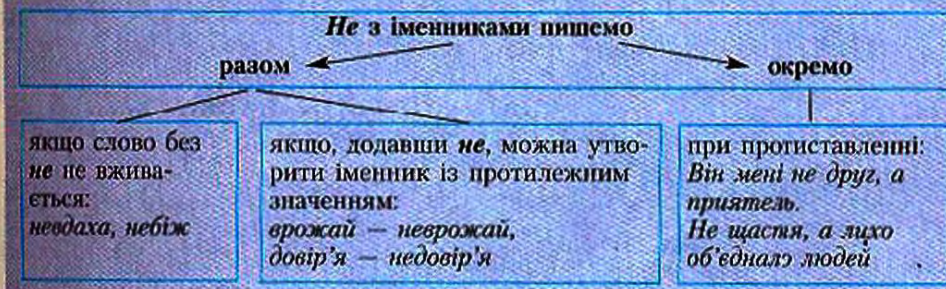 Не з іменниками пишемо
разом
окремо
якщо слово без
не не вжива-
ється:
невдаха, небіж
якщо, додавши не, можна утво-
рити іменник із протилежним
значенням:
врожай — неврожай,
довір'я — недовір'я
при протиставленні:
Він мені не друг, а
приятель.
Не щастя, а лихо
об'єднало людей